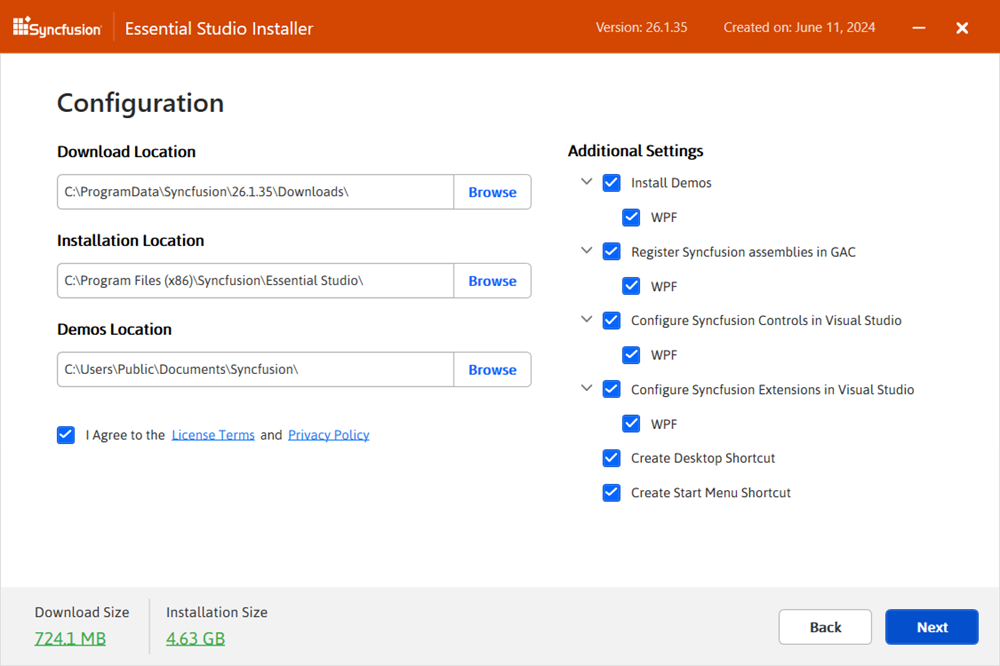 Syncfusion Essential Studio Installer Version: 26.1.35 Created on: June 11, 2024
Configuration
Download Location
C:\ProgramData\Syncfusion\26.1.35\Downloads\ Browse
Installation Location
C:\Program Files (x86)\Syncfusion\Essential Studio\ Browse
Demos Location
C:\Users\Public\Documents\Syncfusion\ Browse
I Agree to the License Terms and Privacy Policy
Additional Settings
Install Demos
WPF
Register Syncfusion assemblies in GAC
WPF
Configure Syncfusion Controls in Visual Studio
WPF
Configure Syncfusion Extensions in Visual Studio
WPF
Create Desktop Shortcut
Create Start Menu Shortcut
Download Size
724.1 MB
Installation Size
4.63 GB
Back Next